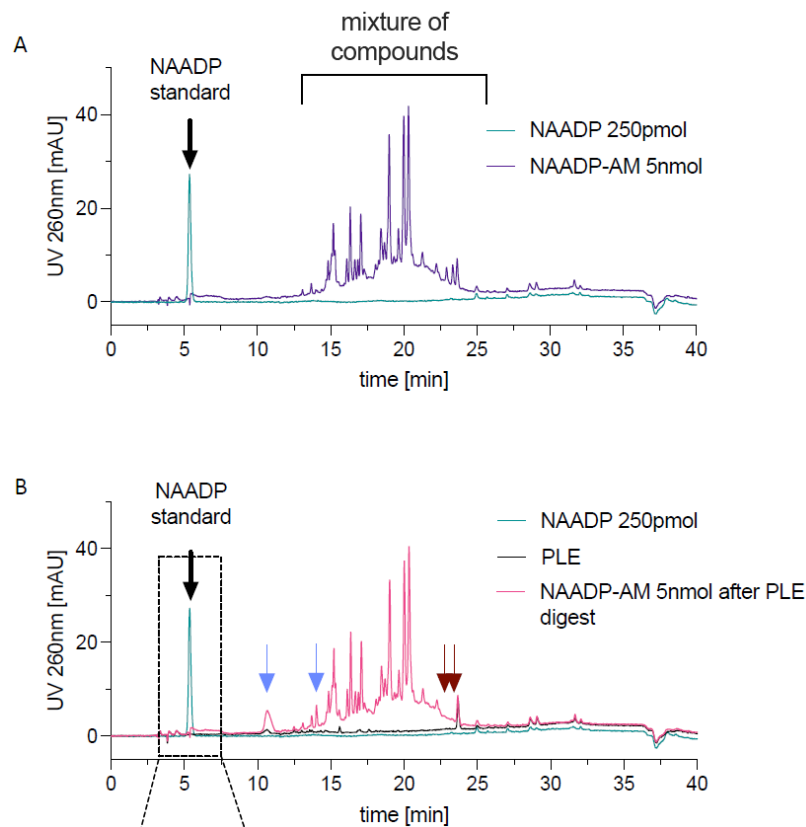 A
mixture of
compounds
NAADP
standard
NAADP 250pmol
NAADP-AM 5nmol
UV 260nm [mAU]
40
20
0
0 5 10 15 20 25 30 35 40
time [min]
B
NAADP
standard
NAADP 250pmol
PLE
NAADP-AM 5nmol after PLE
digest
UV 260nm [mAU]
40
20
0
0 5 10 15 20 25 30 35 40
time [min]